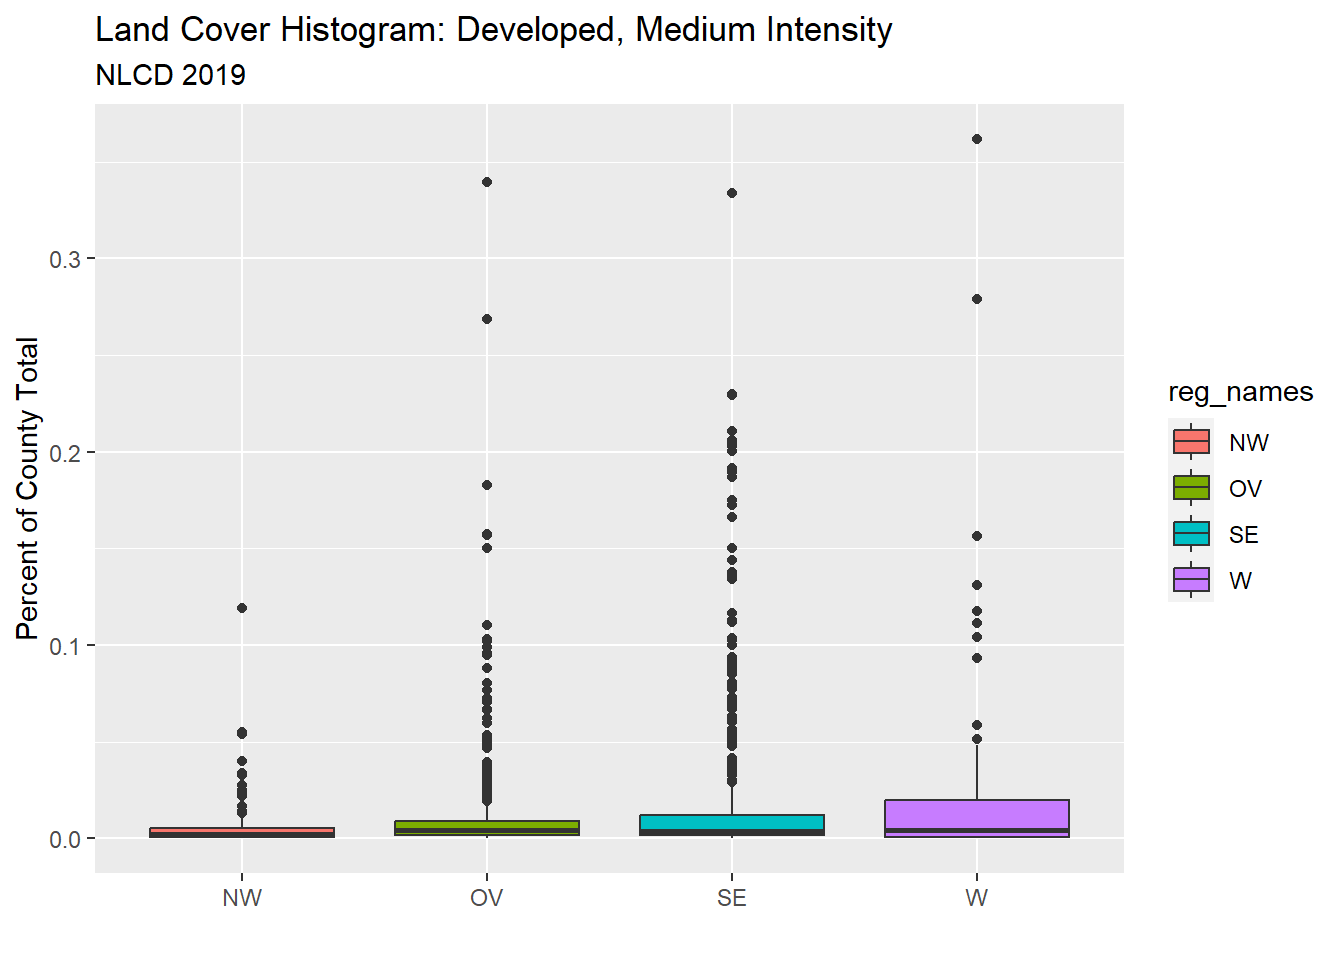 Land Cover Histogram: Developed, Medium Intensity
NLCD 2019
Percent of County Total
0.3
0.2
0.1
0.0
NW
OV
SE
W
reg_names
NW
OV
SE
W